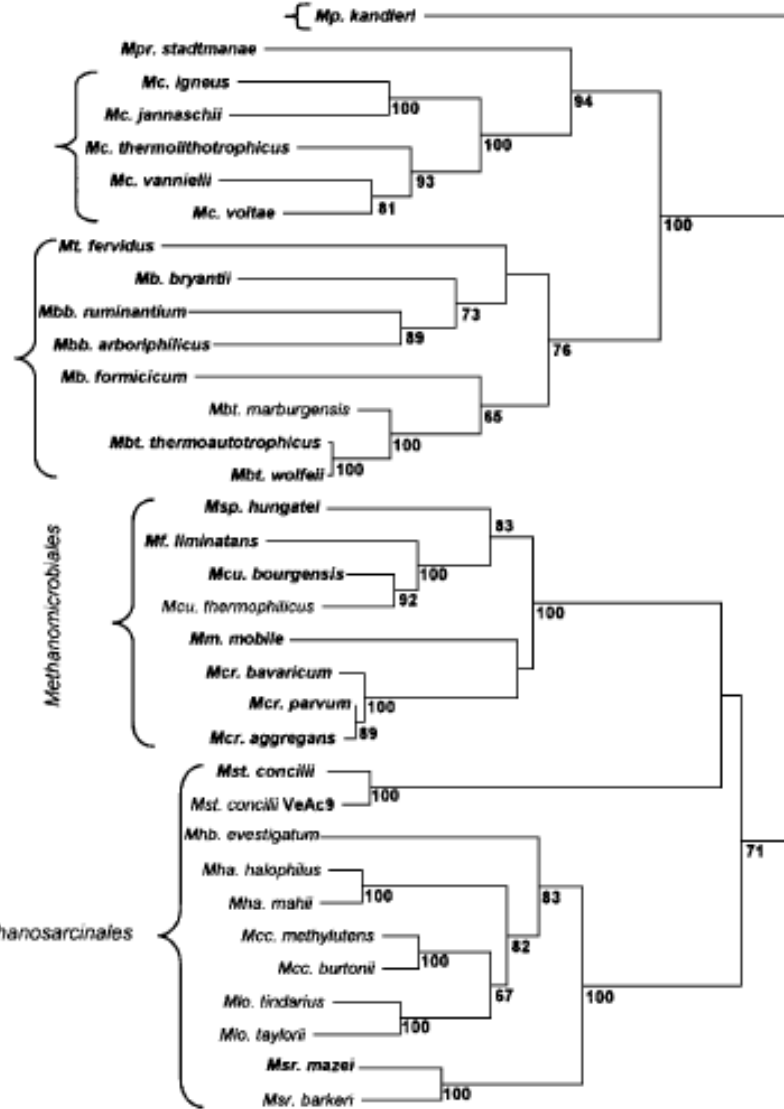 Mp. kandleri
Mpr. stadtmanae
Mc. igneus
94
Mc. jannaschii
100
100
Mc. thermolithotrophicus
Mc. vannielii
93
Mc. voltae
81
100
Mt. fervidus
Mb. bryantii
Mbb. ruminantium
73
Mbb. arboriphilicus
89
76
Mb. formicicum
Mbt. marburgensis
65
Mbt. thermoautotrophicus
100
Mbt. wolfeii
100
Msp. hungatei
83
Mf. liminatans
Mcu. bourgensis
100
Mcu. thermophilicus
92
100
Methanomicrobiales
Mm. mobile
Mcr. bavaricum
Mcr. parvum
100
Mcr. aggregans
89
Mst. concilii
Mst. concilii VeAc9
100
Mhb. evestigatum
71
Mha. halophilus
Mha. mahii
100
83
hanosarcinales
Mcc. methylutens
82
Mcc. burtonii
100
67
100
Mlo. tindarius
Mlo. taylorii
100
Msr. mazei
Msr. barkeri
100